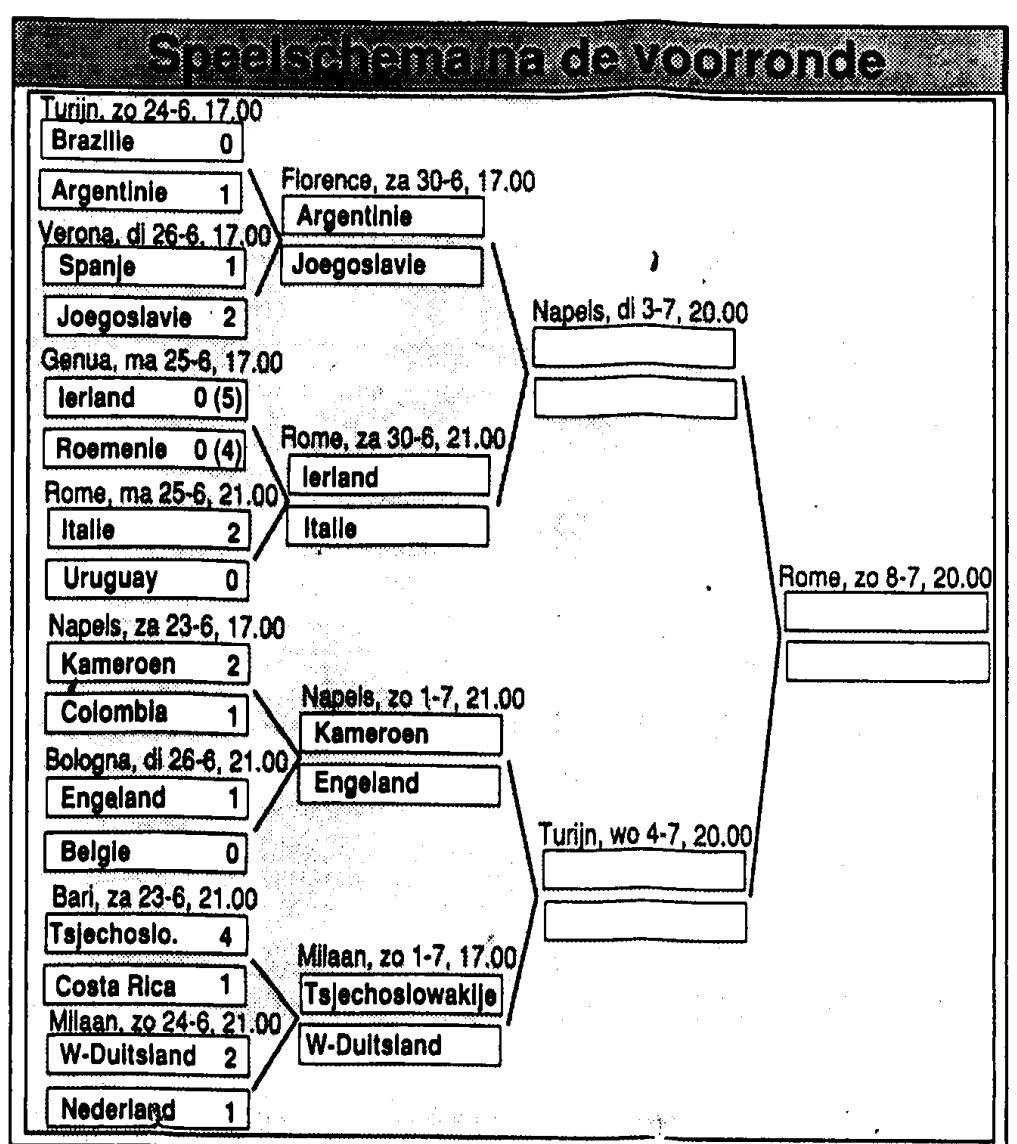 Speelschema na de voorronde
Turijn, zo 24-6, 17.00
Brazilie 0
Argentinie 1
Verona, di 26-6, 17.00
Spanje 1
Joegoslavie 2
Genua, ma 25-6, 17.00
Ierland 0 (5)
Roemenie 0 (4)
Rome, ma 25-6, 21.00
Italie 2
Uruguay 0
Napels, za 23-6, 17.00
Kameroen 2
Colombia 1
Bologna, di 26-6, 21.00
Engeland 1
Belgie 0
Bari, za 23-6, 21.00
Tsjechoslo. 4
Costa Rica 1
Milaan, zo 24-6, 21.00
W-Duitsland 2
Nederland 1
Florence, za 30-6, 17.00
Argentinie
Joegoslavie
Rome, za 30-6, 21.00
Ierland
Italie
Napels, zo 1-7, 21.00
Kameroen
Engeland
Milaan, zo 1-7, 17.00
Tsjechoslowakije
W-Duitsland
Napels, di 3-7, 20.00
Turijn, wo 4-7, 20.00
Rome, zo 8-7, 20.00